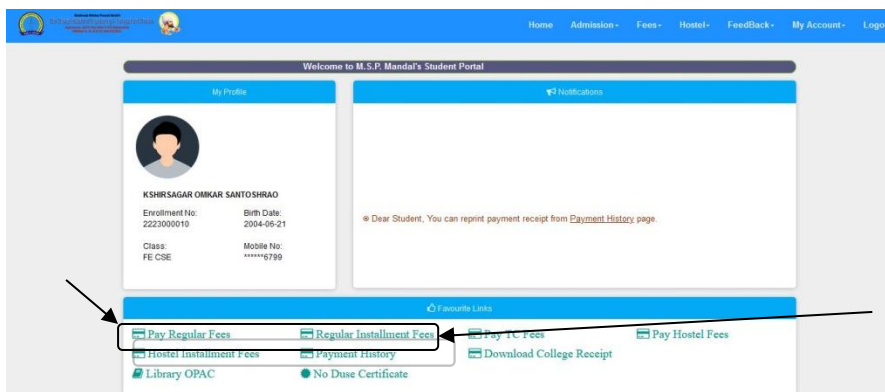 Home Admission- Fees- Hostel- FeedBack- My Account- Logo
Welcome to M.S.P. Mandal's Student Portal
My Profile
Notifications
KSHIRSAGAR OMKAR SANTOSHRAO
Enrollment No: Birth Date:
2223000010 2004-06-21
Class: Mobile No:
FE CSE ******6799
Dear Student, You can reprint payment receipt from Payment History page.
Favourite Links
Pay Regular Fees Regular Installment Fees Pay TC Fees Pay Hostel Fees
Hostel Installment Fees Payment History Download College Receipt
Library OPAC No Duse Certificate